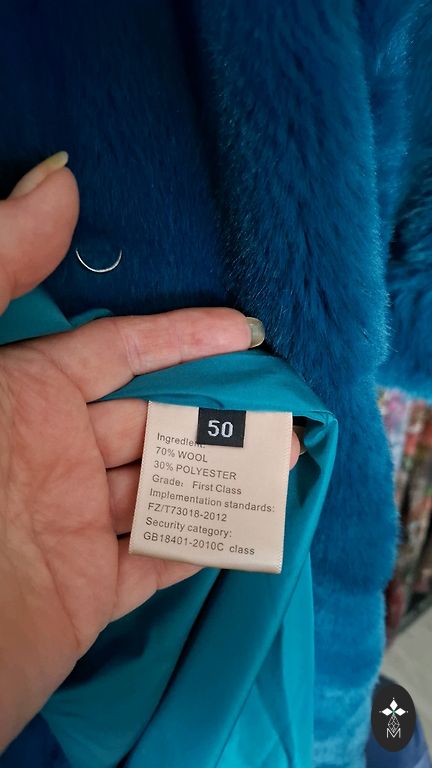 50
Ingredient:
70% WOOL
30% POLYESTER
Grade: First Class
Implementation standards:
FZ/T73018-2012
Security category:
GB18401-2010C class
M